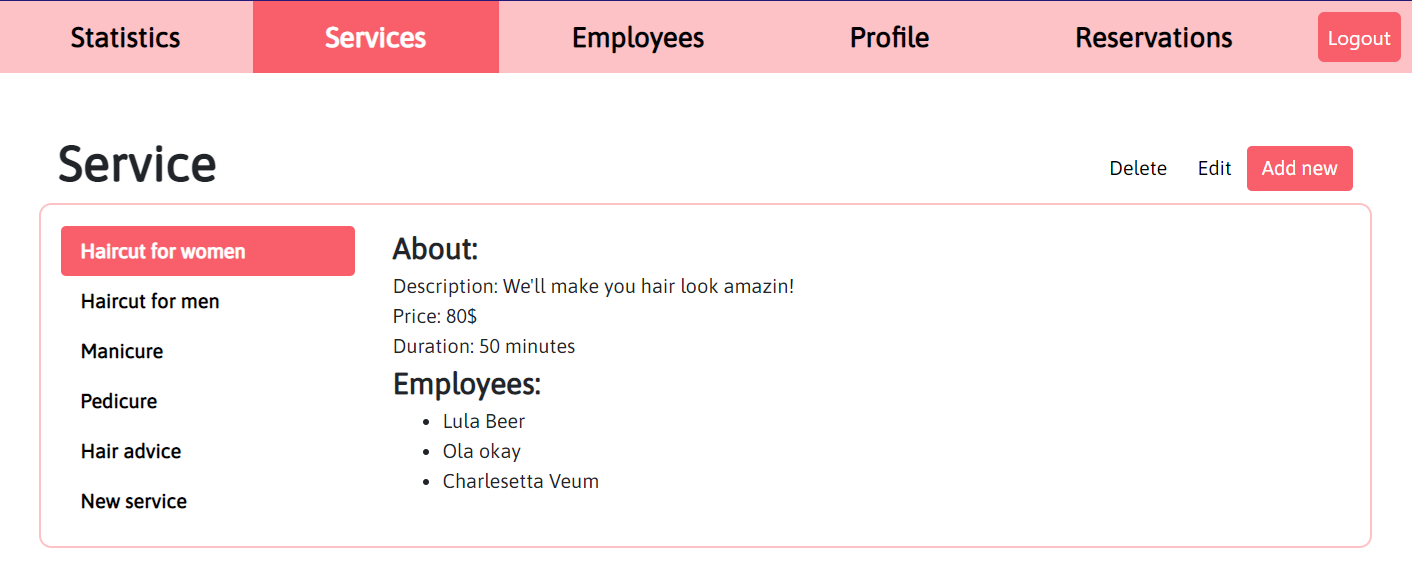 Statistics Services Employees Profile Reservations Logout
Service
Delete Edit Add new
Haircut for women
Haircut for men
Manicure
Pedicure
Hair advice
New service
About:
Description: We'll make you hair look amazin!
Price: 80$
Duration: 50 minutes
Employees:
• Lula Beer
• Ola okay
• Charlesetta Veum